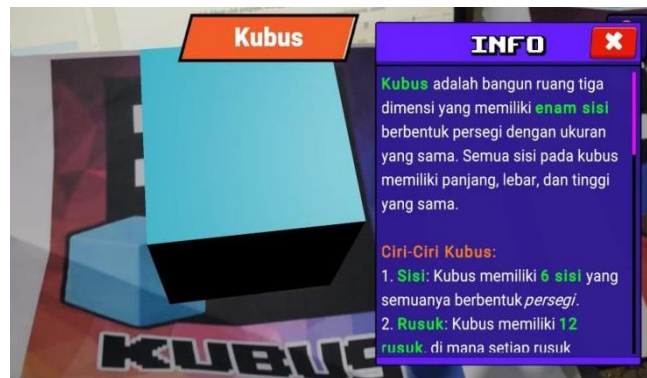 Kubus
INFO
Kubus adalah bangun ruang tiga
dimensi yang memiliki enam sisi
berbentuk persegi dengan ukuran
yang sama. Semua sisi pada kubus
memiliki panjang, lebar, dan tinggi
yang sama.
Ciri-Ciri Kubus:
1. Sisi: Kubus memiliki 6 sisi yang
semuanya berbentuk persegi.
2. Rusuk: Kubus memiliki 12
rusuk, di mana setiap rusuk
KUBUS